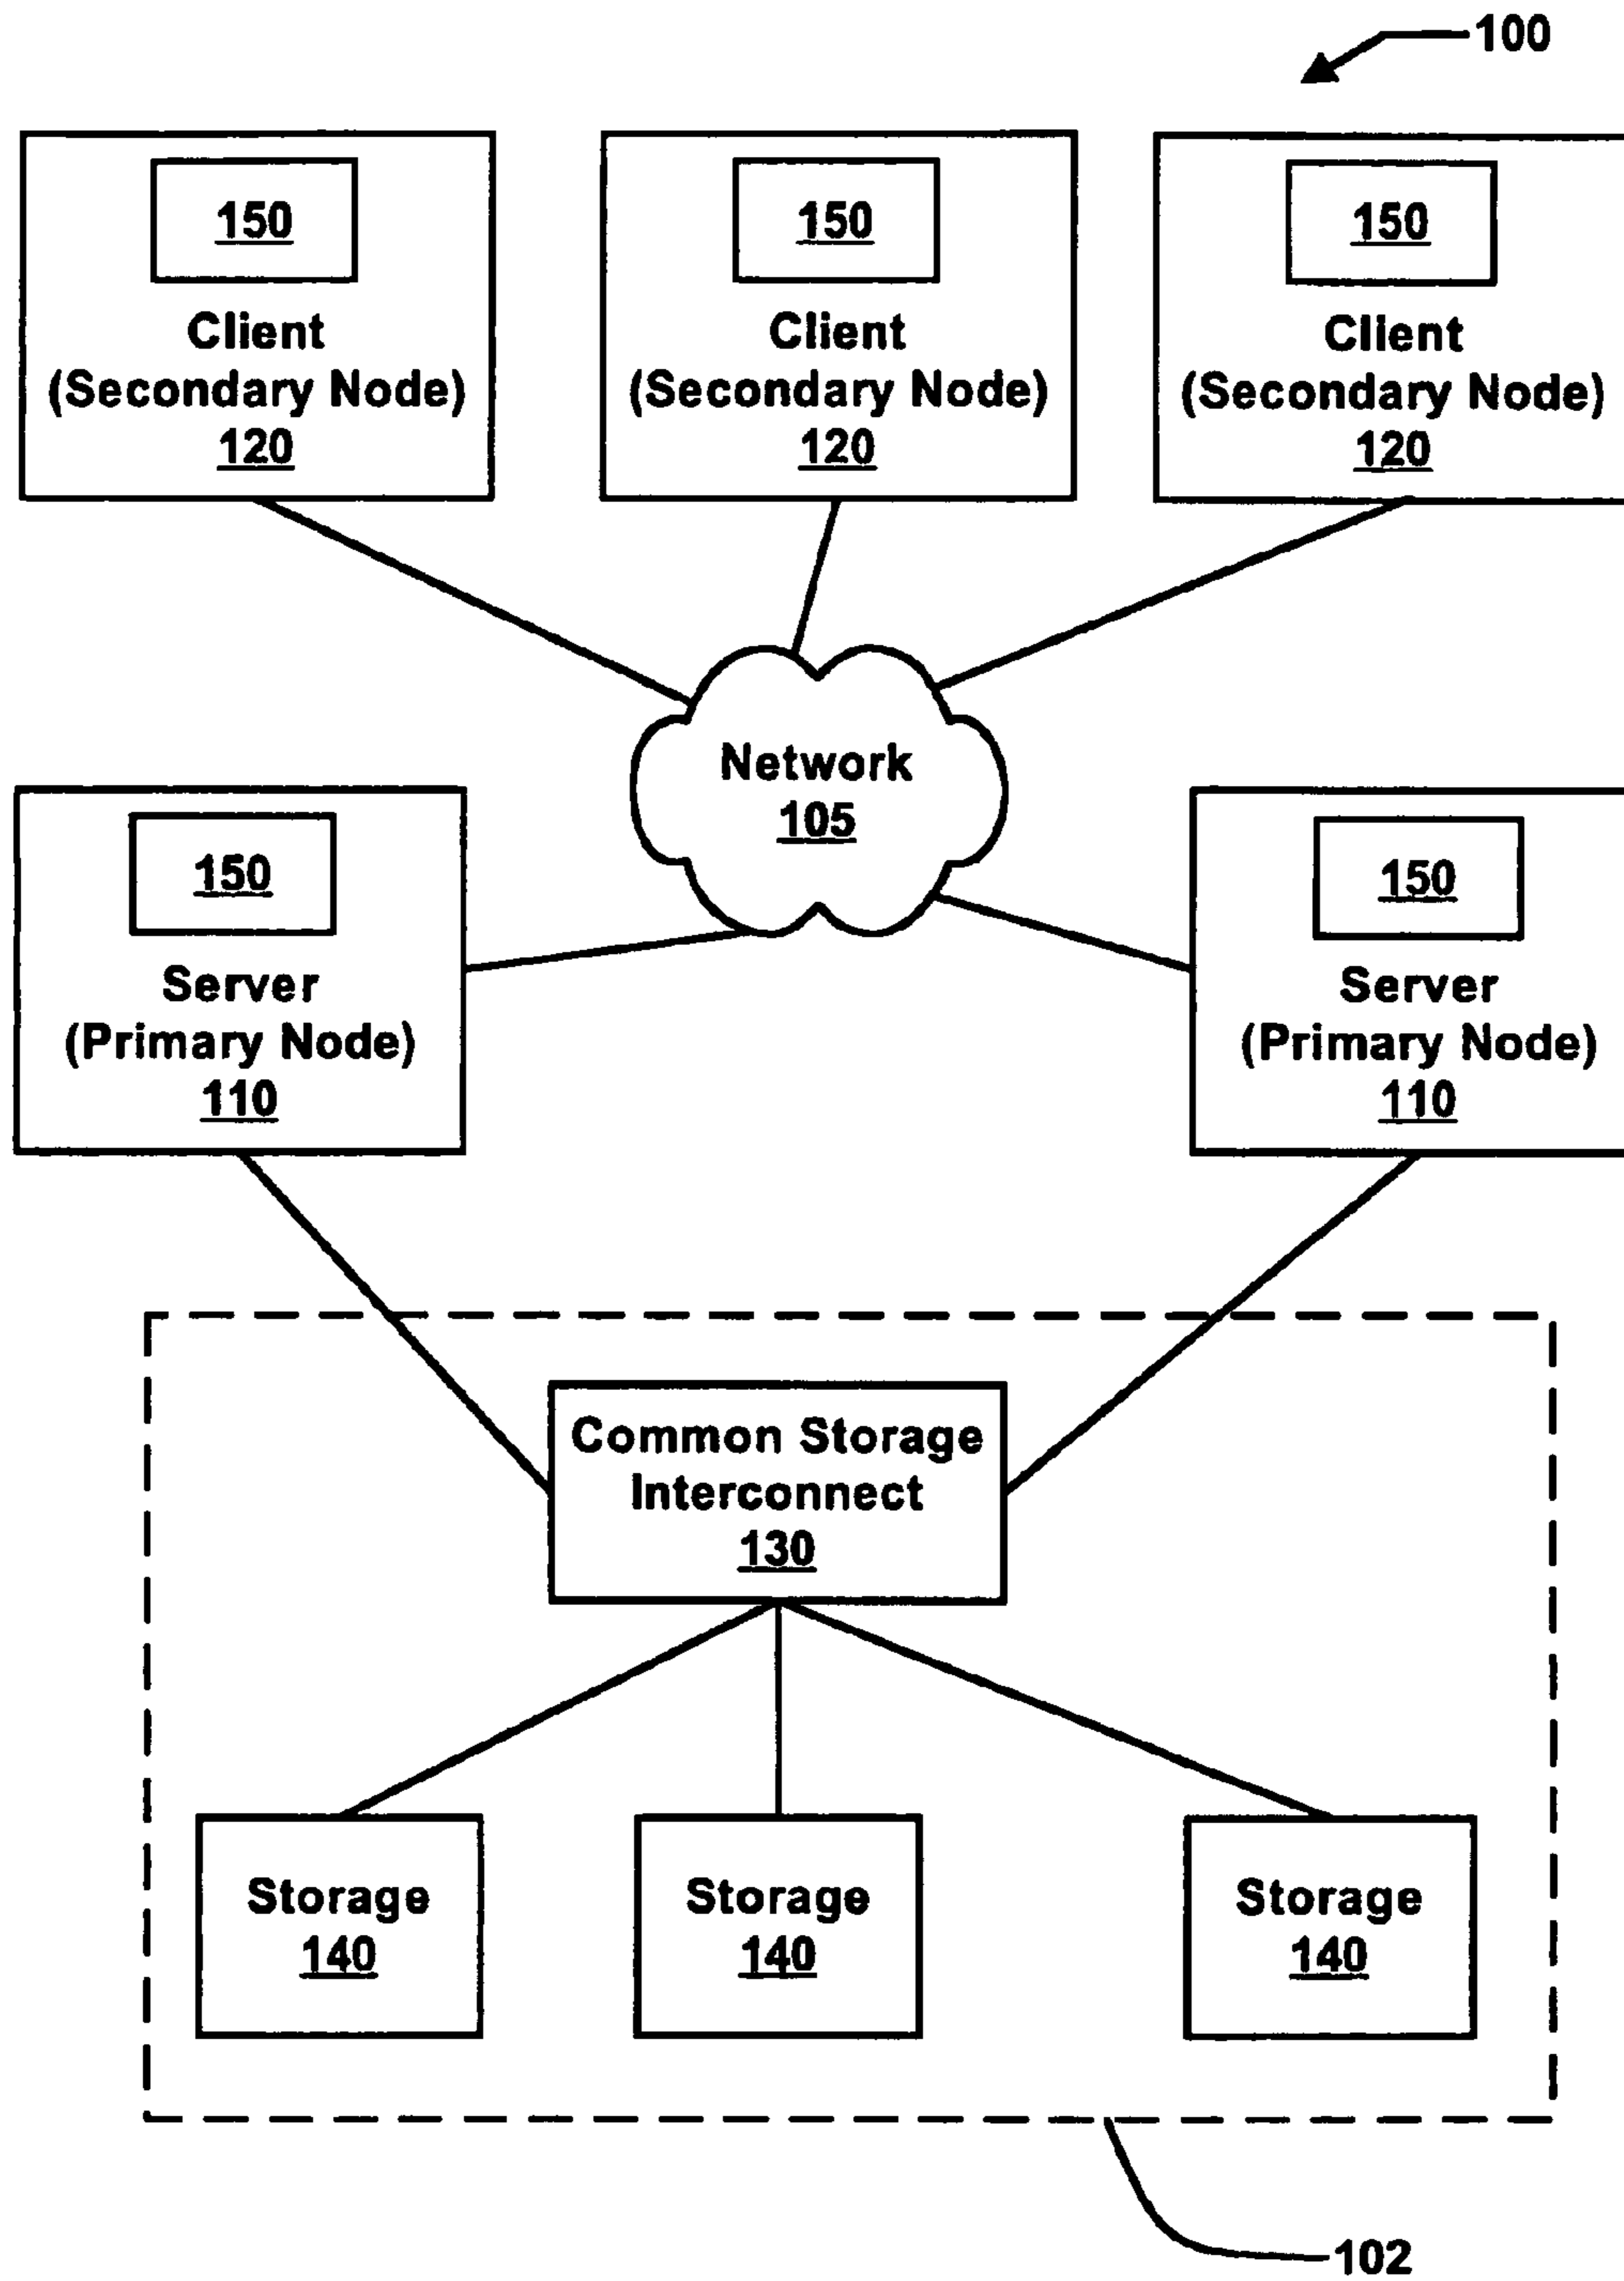 100
150
Client
(Secondary Node)
120
150
Client
(Secondary Node)
120
150
Client
(Secondary Node)
120
Network
105
150
Server
(Primary Node)
110
150
Server
(Primary Node)
110
Common Storage
Interconnect
130
Storage
140
Storage
140
Storage
140
102